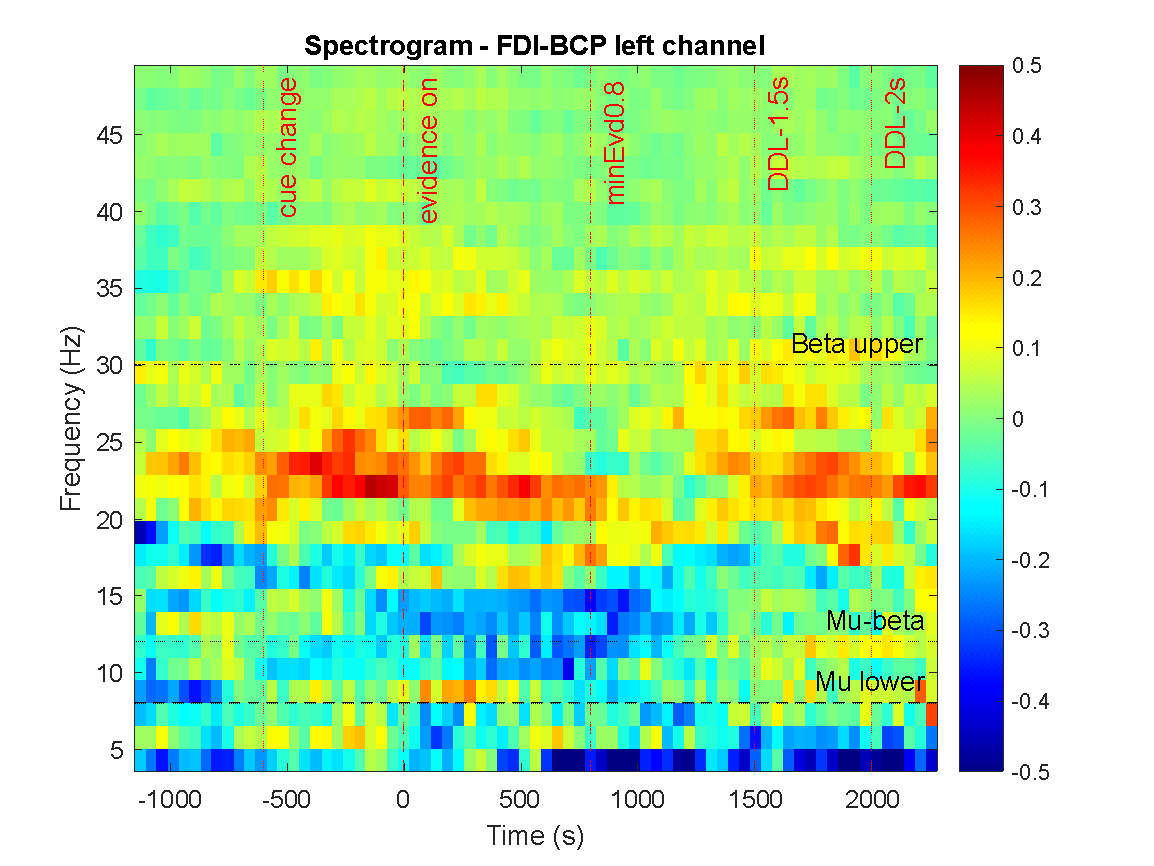 Spectrogram - FDI-BCP left channel
cue change
evidence on
minEvd0.8
DDL-1.5s
DDL-2s
Beta upper
Mu-beta
Mu lower
Frequency (Hz)
45
40
35
30
25
20
15
10
5
-1000
-500
0
500
1000
1500
2000
Time (s)
0.5
0.4
0.3
0.2
0.1
0
-0.1
-0.2
-0.3
-0.4
-0.5